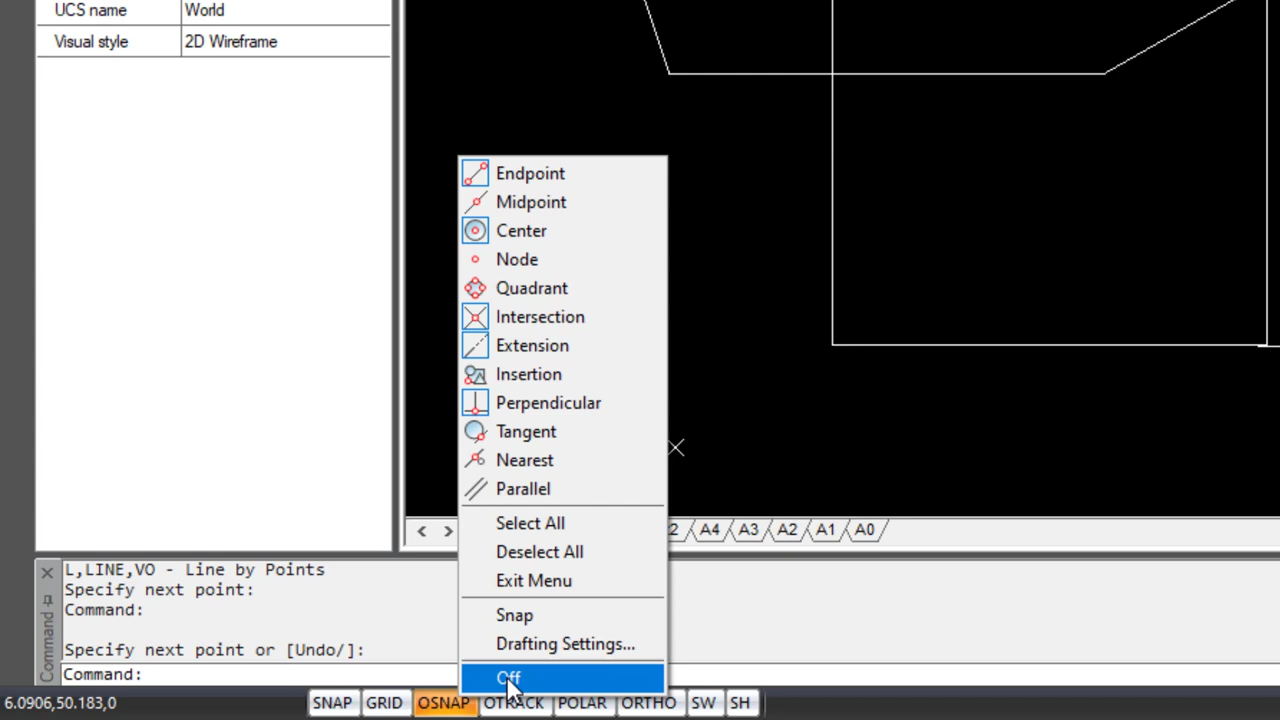 UCS name World
Visual style 2D Wireframe
Endpoint
Midpoint
Center
Node
Quadrant
Intersection
Extension
Insertion
Perpendicular
Tangent
Nearest
Parallel
Select All
Deselect All
Exit Menu
Snap
Drafting Settings...
Off
2 A4 A3 A2 A1 A0
Command
L,LINE,VO - Line by Points
Specify next point:
Command:
Specify next point or [Undo/]:
Command:
6.0906,50.183,0 SNAP GRID OSNAP OTRACK POLAR ORTHO SW SH